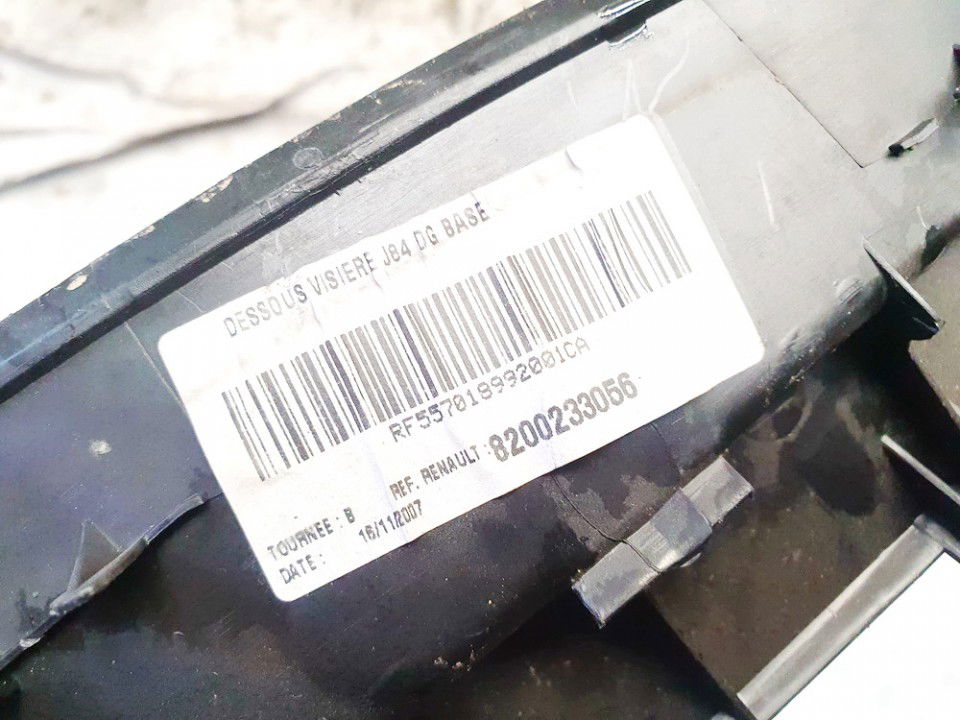 DESSOUS VISIERE J84 DG BASE
RF557018992001CA
REF. RENAULT : 8200233056
TOURNEE : B
DATE : 16/11/2007